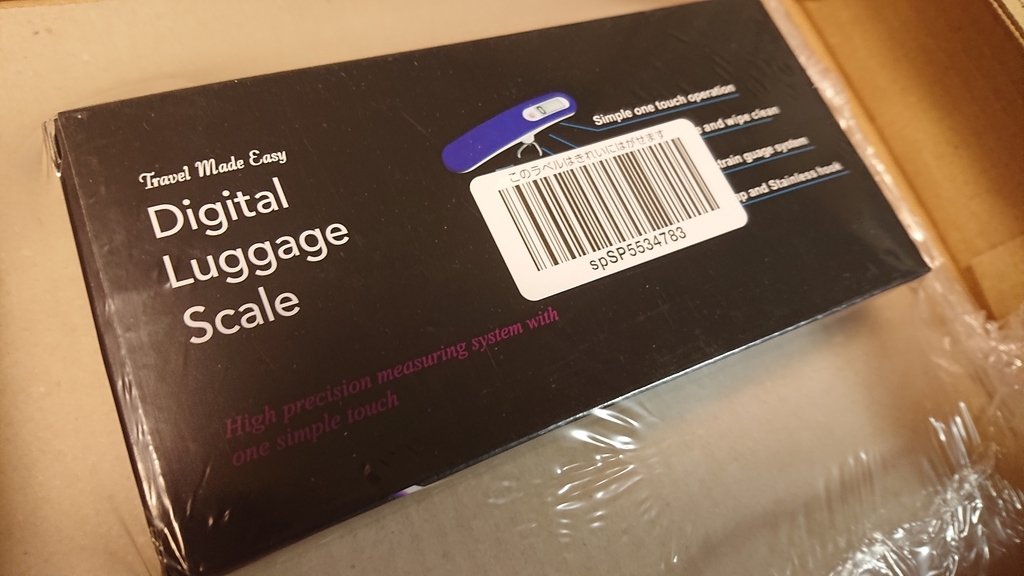 Travel Made Easy
Digital
Luggage
Scale
High precision measuring system with
one simple touch
Simple one touch operation
and wipe clean
train gauge system
and Stainless hook
このラベルはきれいにはがせます
spSP5534783